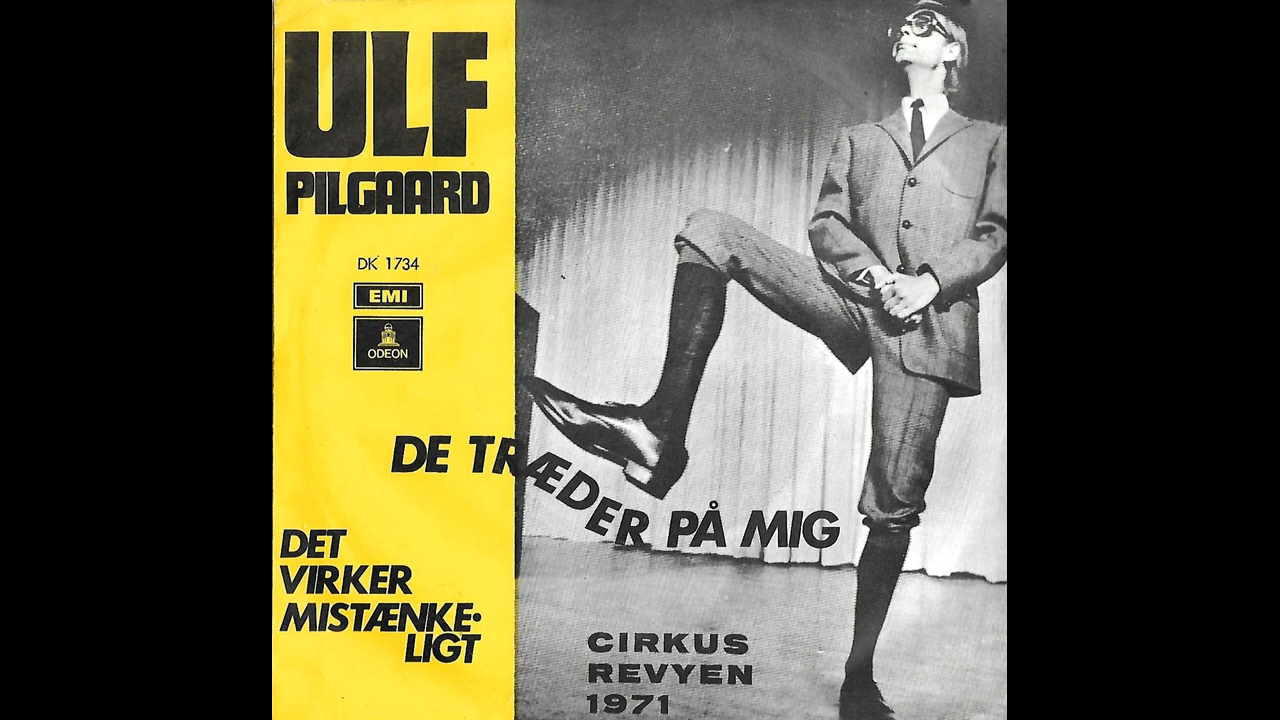 ULF
PILGAARD
DK 1734
EMI
ODEON
DE TRÆDER PÅ MIG
DET
VIRKER
MISTÆNKE-
LIGT
CIRKUS
REVYEN
1971